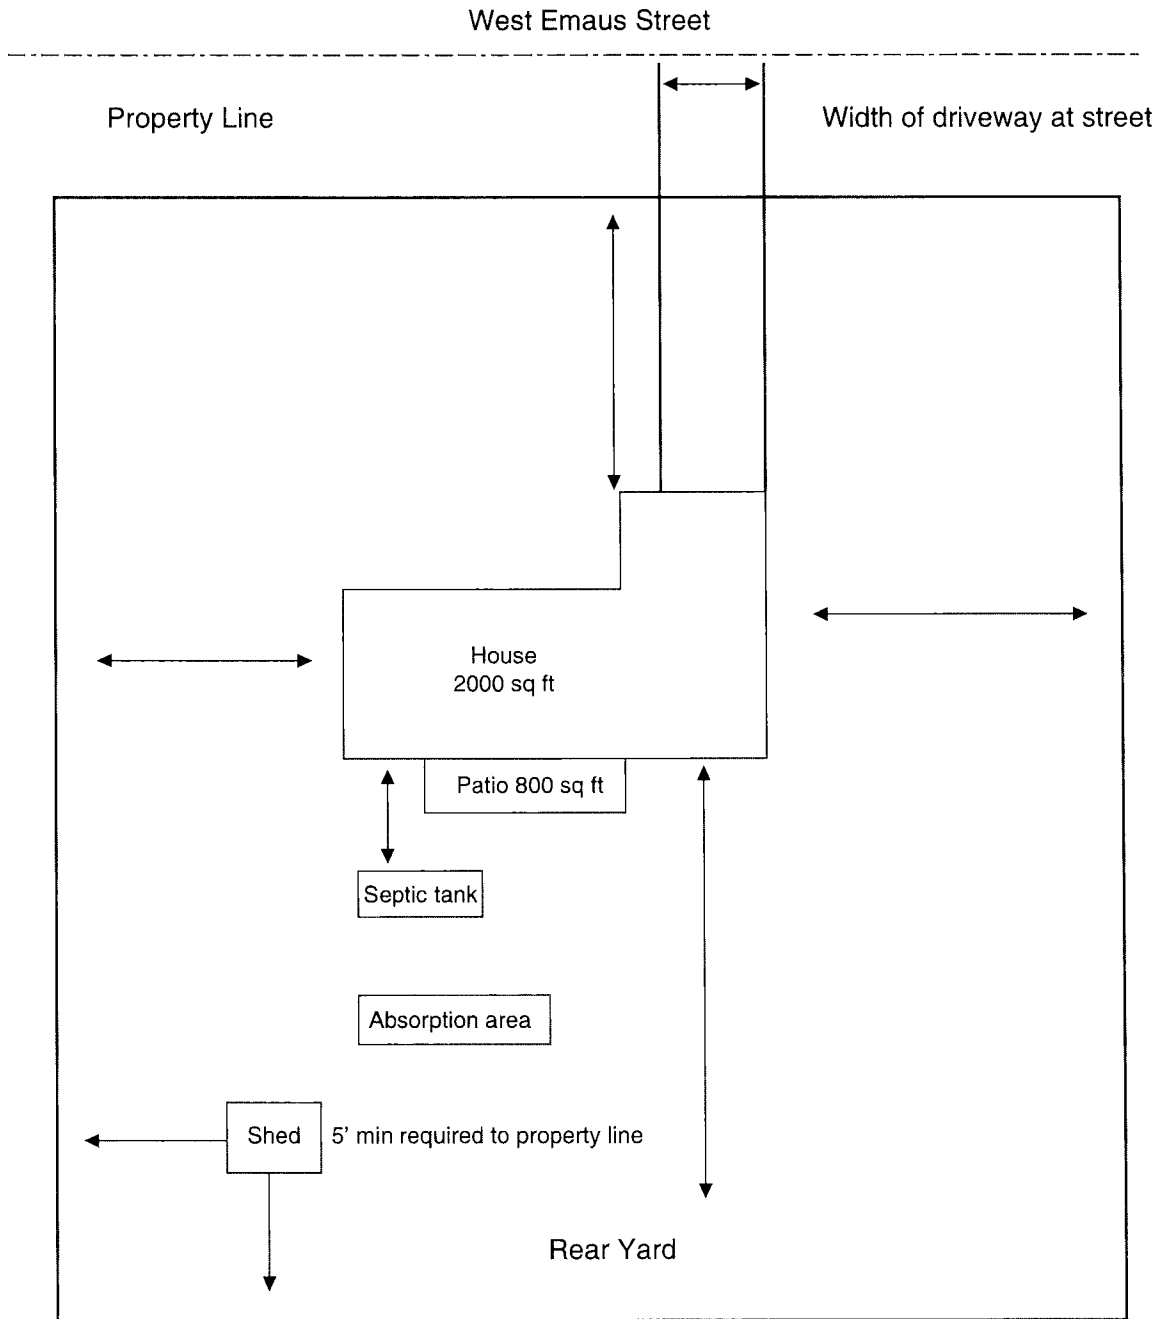 West Emaus Street
Property Line
Width of driveway at street
House
2000 sq ft
Patio 800 sq ft
Septic tank
Absorption area
Shed
5' min required to property line
Rear Yard